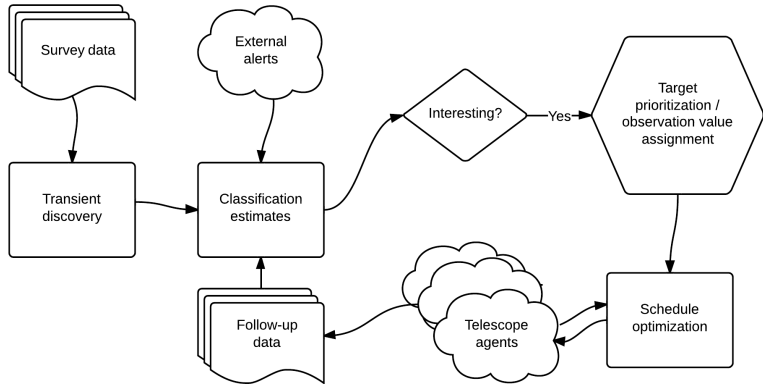 Survey data
External
alerts
Interesting?
Yes
Target
prioritization /
observation value
assignment
Transient
discovery
Classification
estimates
Follow-up
data
Telescope
agents
Schedule
optimization